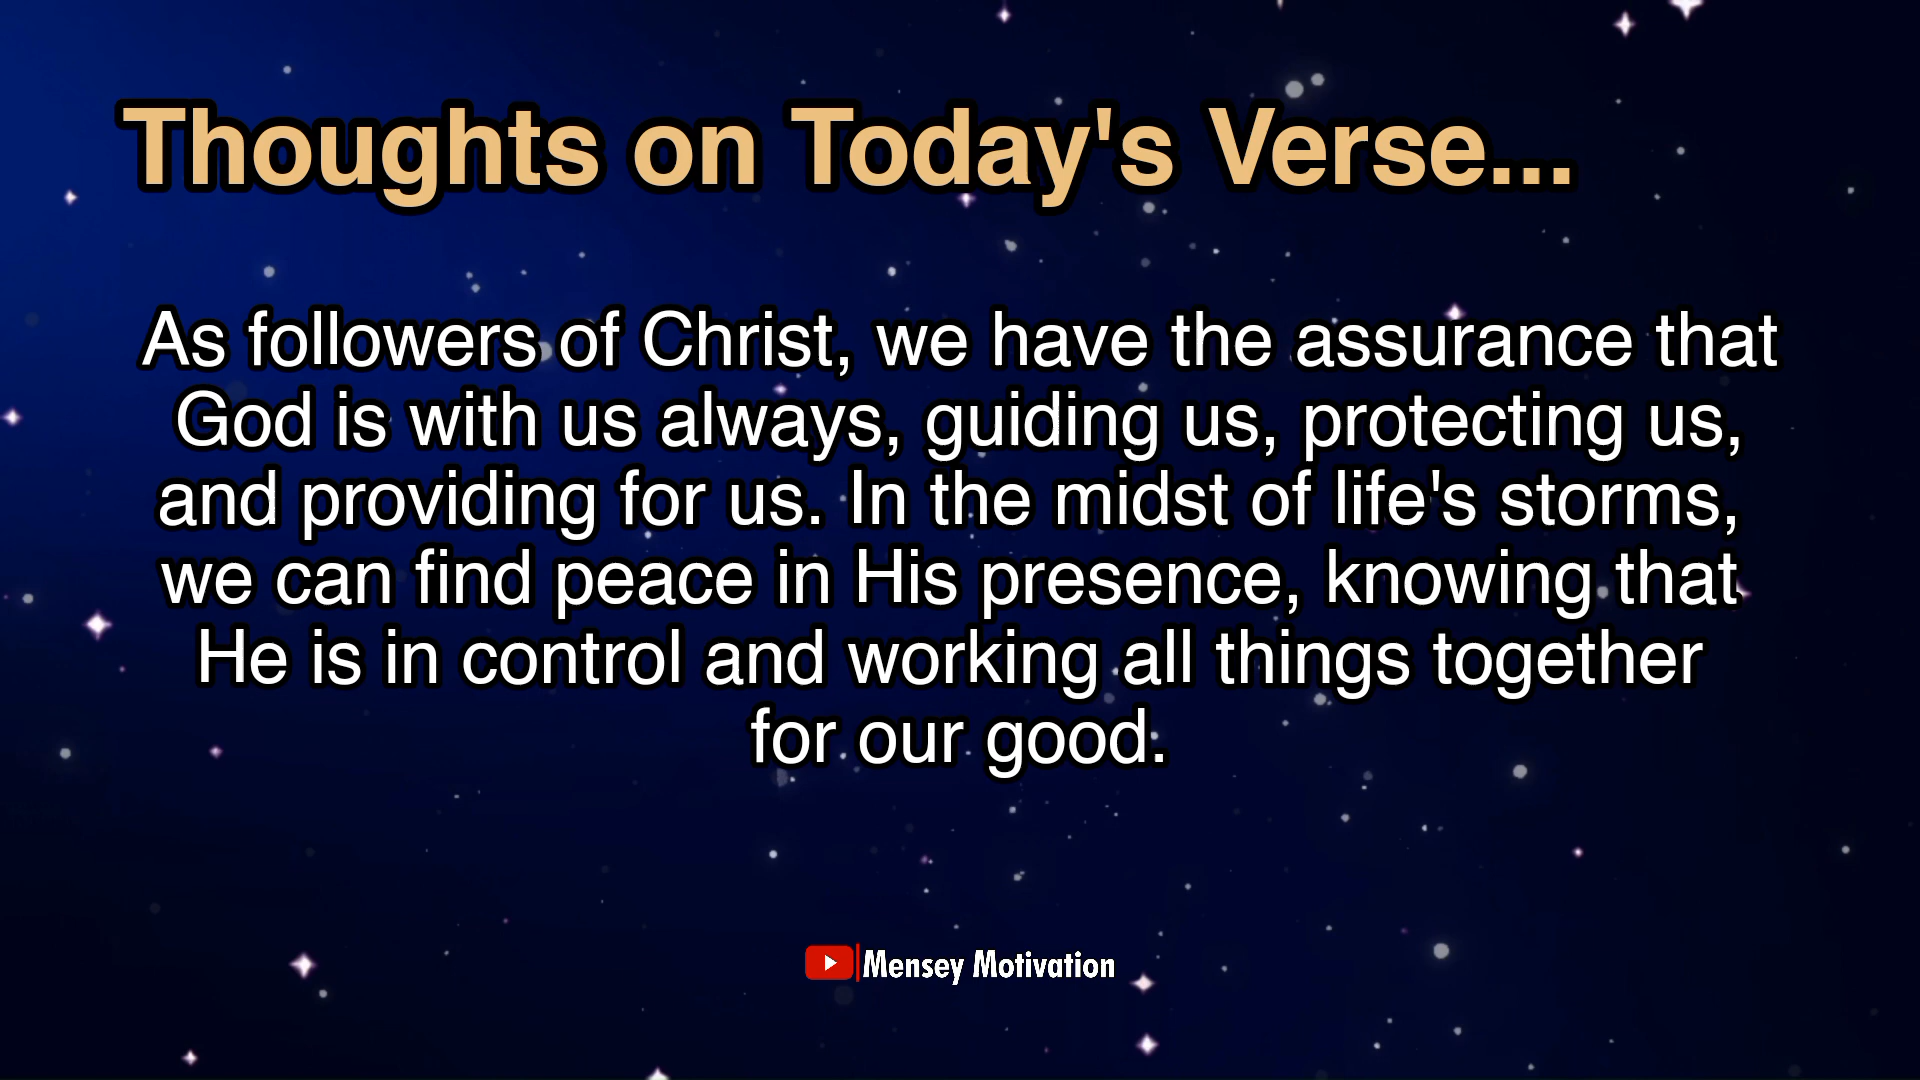 Thoughts on Today's Verse...
As followers of Christ, we have the assurance that
God is with us always, guiding us, protecting us,
and providing for us. In the midst of life's storms,
we can find peace in His presence, knowing that
He is in control and working all things together
for our good.
Mensey Motivation